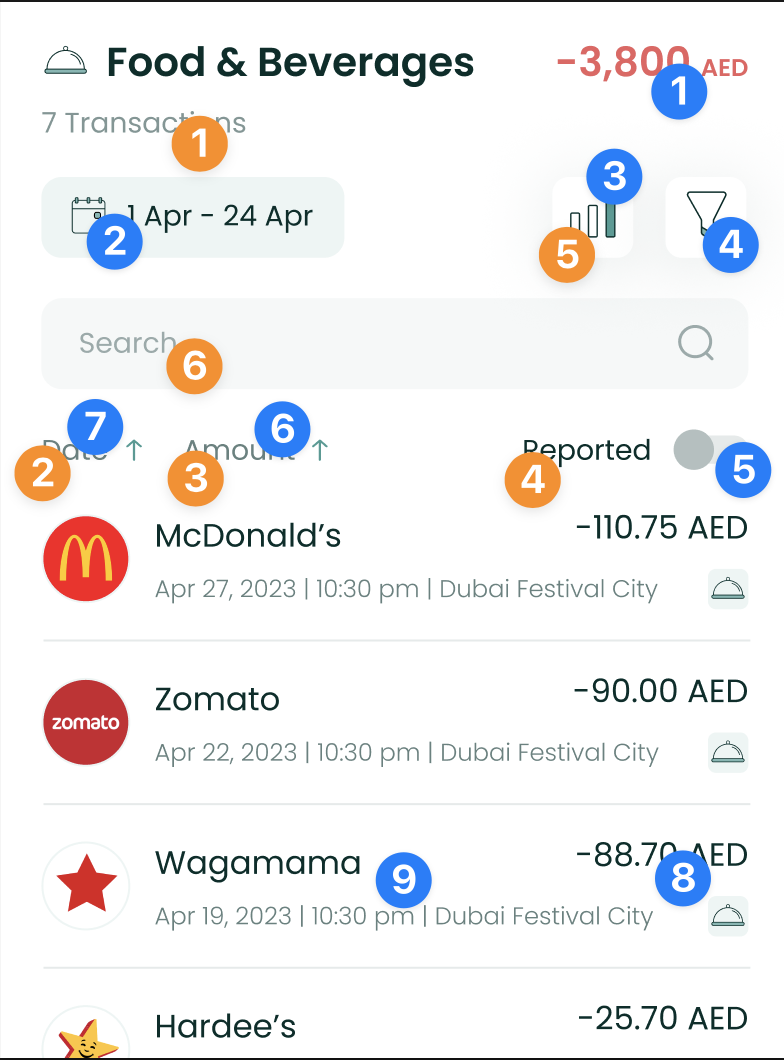 Food & Beverages -3,800 AED
1
7 Transactions
1
3
1 Apr - 24 Apr
2
4
5
Search
6
7
6
Date ↑ Amount ↑ Reported
5
2
3
4
McDonald's -110.75 AED
Apr 27, 2023 | 10:30 pm | Dubai Festival City
Zomato -90.00 AED
zomato
Apr 22, 2023 | 10:30 pm | Dubai Festival City
Wagamama -88.70 AED
9
8
Apr 19, 2023 | 10:30 pm | Dubai Festival City
Hardee's -25.70 AED